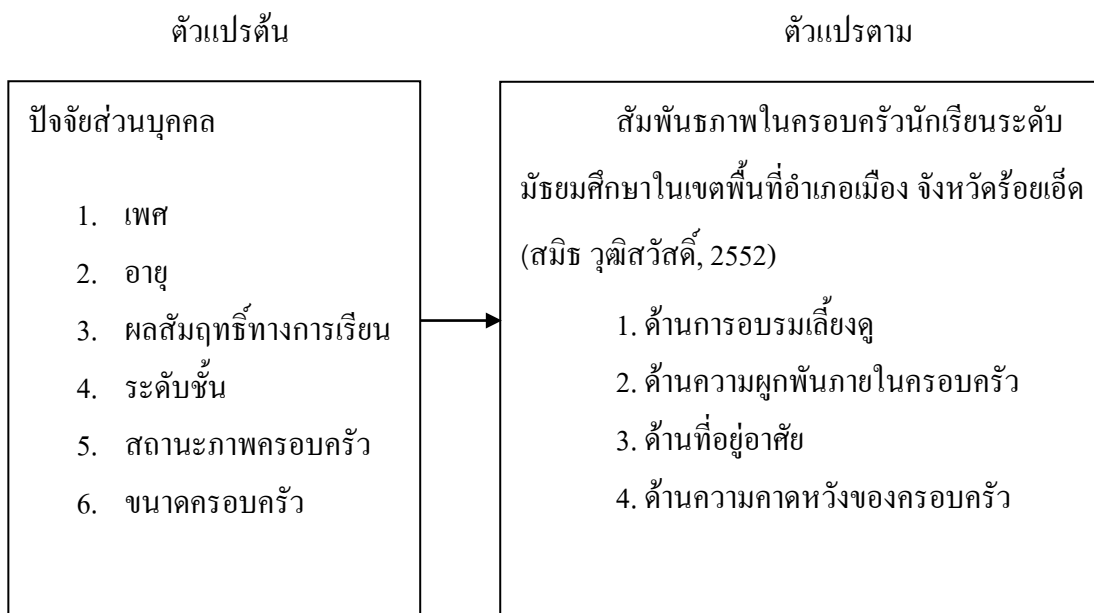 ตัวแปรต้น
ตัวแปรตาม
ปัจจัยส่วนบุคคล
1. เพศ
2. อายุ
3. ผลสัมฤทธิ์ทางการเรียน
4. ระดับชั้น
5. สถานะภาพครอบครัว
6. ขนาดครอบครัว
สัมพันธภาพในครอบครัวนักเรียนระดับ
มัธยมศึกษาในเขตพื้นที่อำเภอเมือง จังหวัดร้อยเอ็ด
(สมิธ วุฒิสวัสดิ์, 2552)
1. ด้านการอบรมเลี้ยงดู
2. ด้านความผูกพันภายในครอบครัว
3. ด้านที่อยู่อาศัย
4. ด้านความคาดหวังของครอบครัว